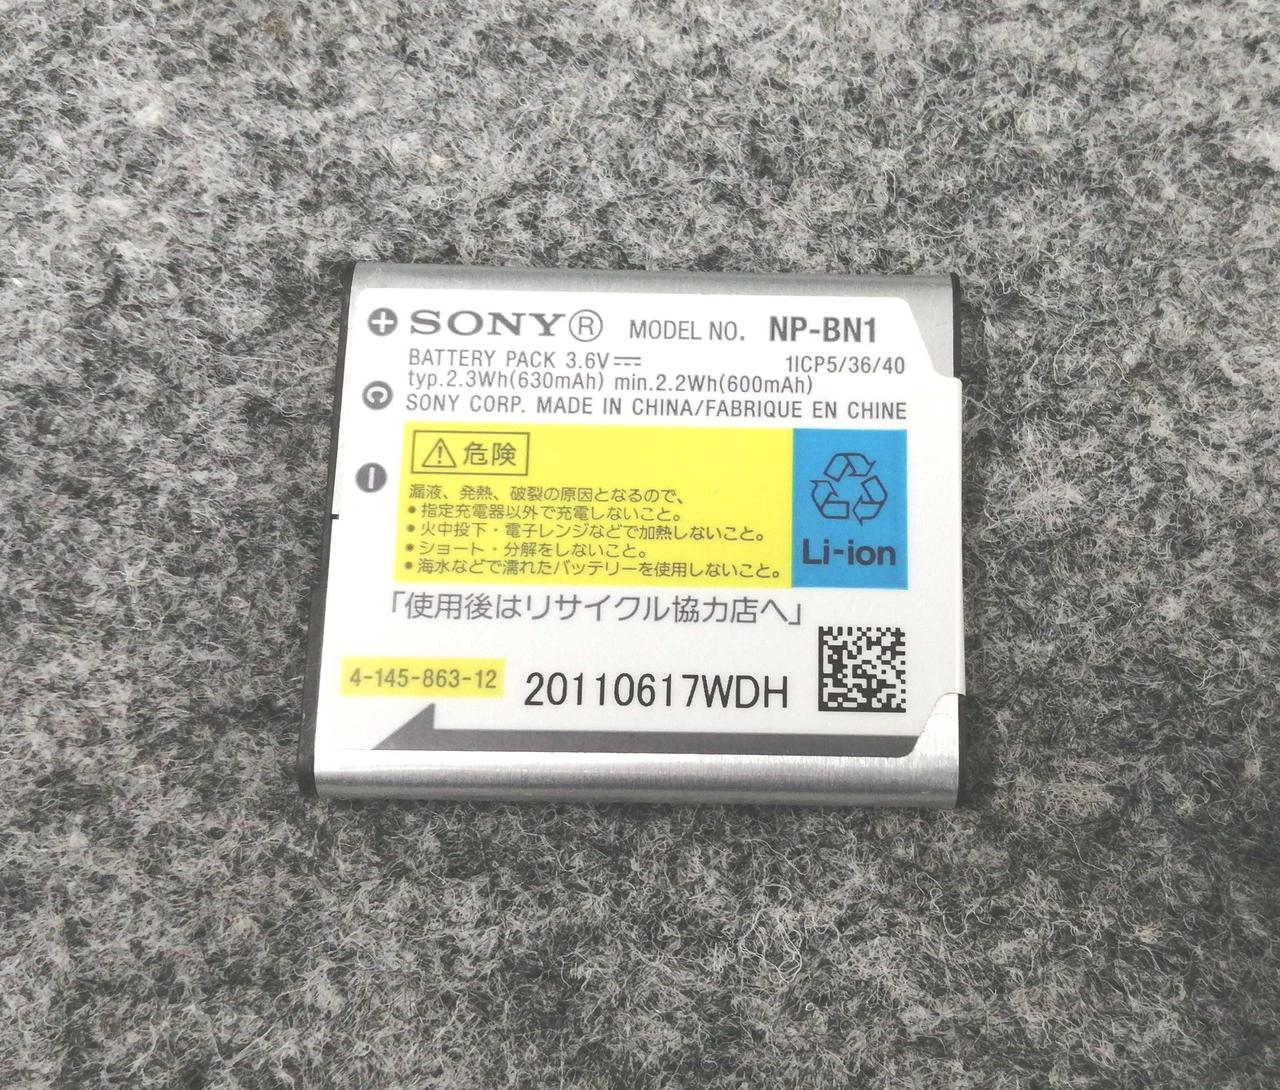 SONY® MODEL NO. NP-BN1
BATTERY PACK 3.6V⎓ 1ICP5/36/40
typ.2.3Wh(630mAh) min.2.2Wh(600mAh)
SONY CORP. MADE IN CHINA/FABRIQUE EN CHINE
危険
漏液、発熱、破裂の原因となるので、
•指定充電器以外で充電しないこと。
•火中投下・電子レンジなどで加熱しないこと。
•ショート・分解をしないこと。
•海水などで濡れたバッテリーを使用しないこと。
Li-ion
「使用後はリサイクル協力店へ」
4-145-863-12
20110617WDH